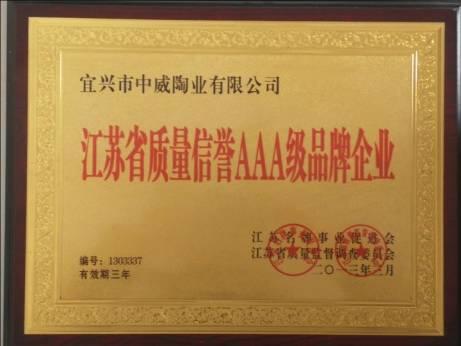 宜兴市中威陶业有限公司
江苏省质量信誉AAA级品牌企业
江苏名牌事业促进会
江苏省质量监督调查委员会
二〇一三年三月
编号：1303337
有效期三年